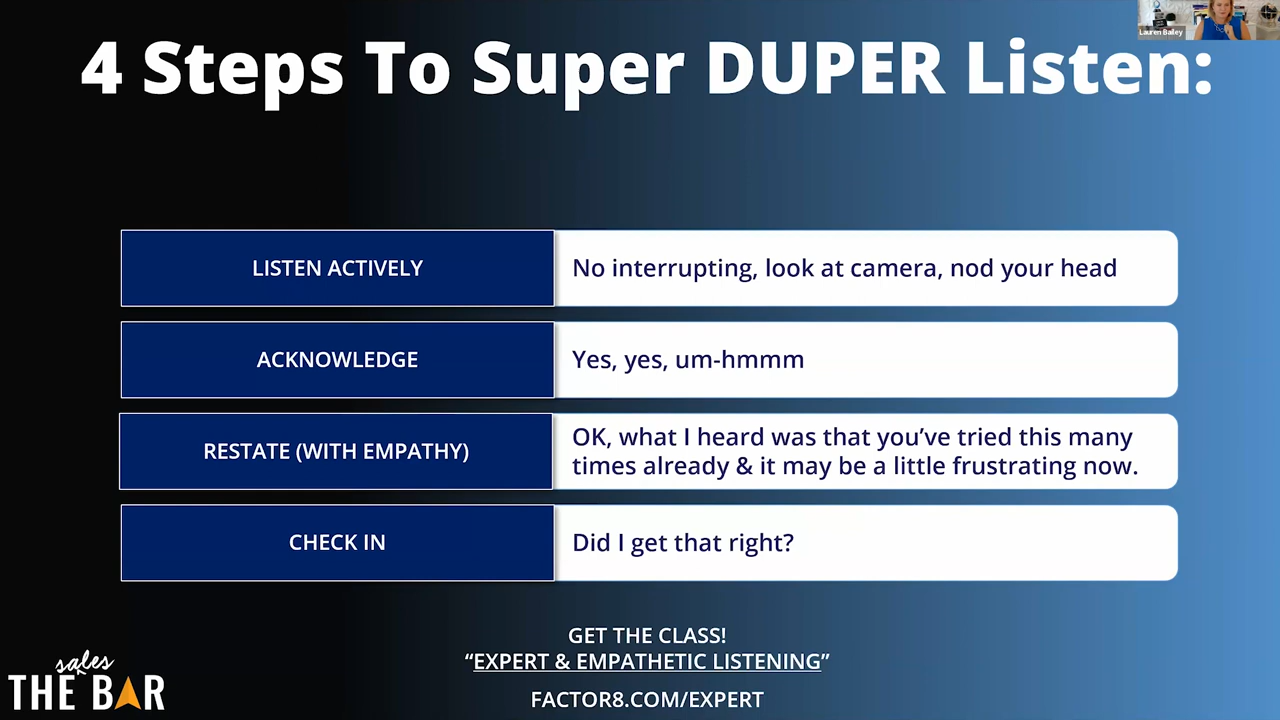 Lauren Bailey
4 Steps To Super DUPER Listen:
LISTEN ACTIVELY
No interrupting, look at camera, nod your head
ACKNOWLEDGE
Yes, yes, um-hmmm
RESTATE (WITH EMPATHY)
OK, what I heard was that you’ve tried this many
times already & it may be a little frustrating now.
CHECK IN
Did I get that right?
GET THE CLASS!
“EXPERT & EMPATHETIC LISTENING”
FACTOR8.COM/EXPERT
sales
THE BAR